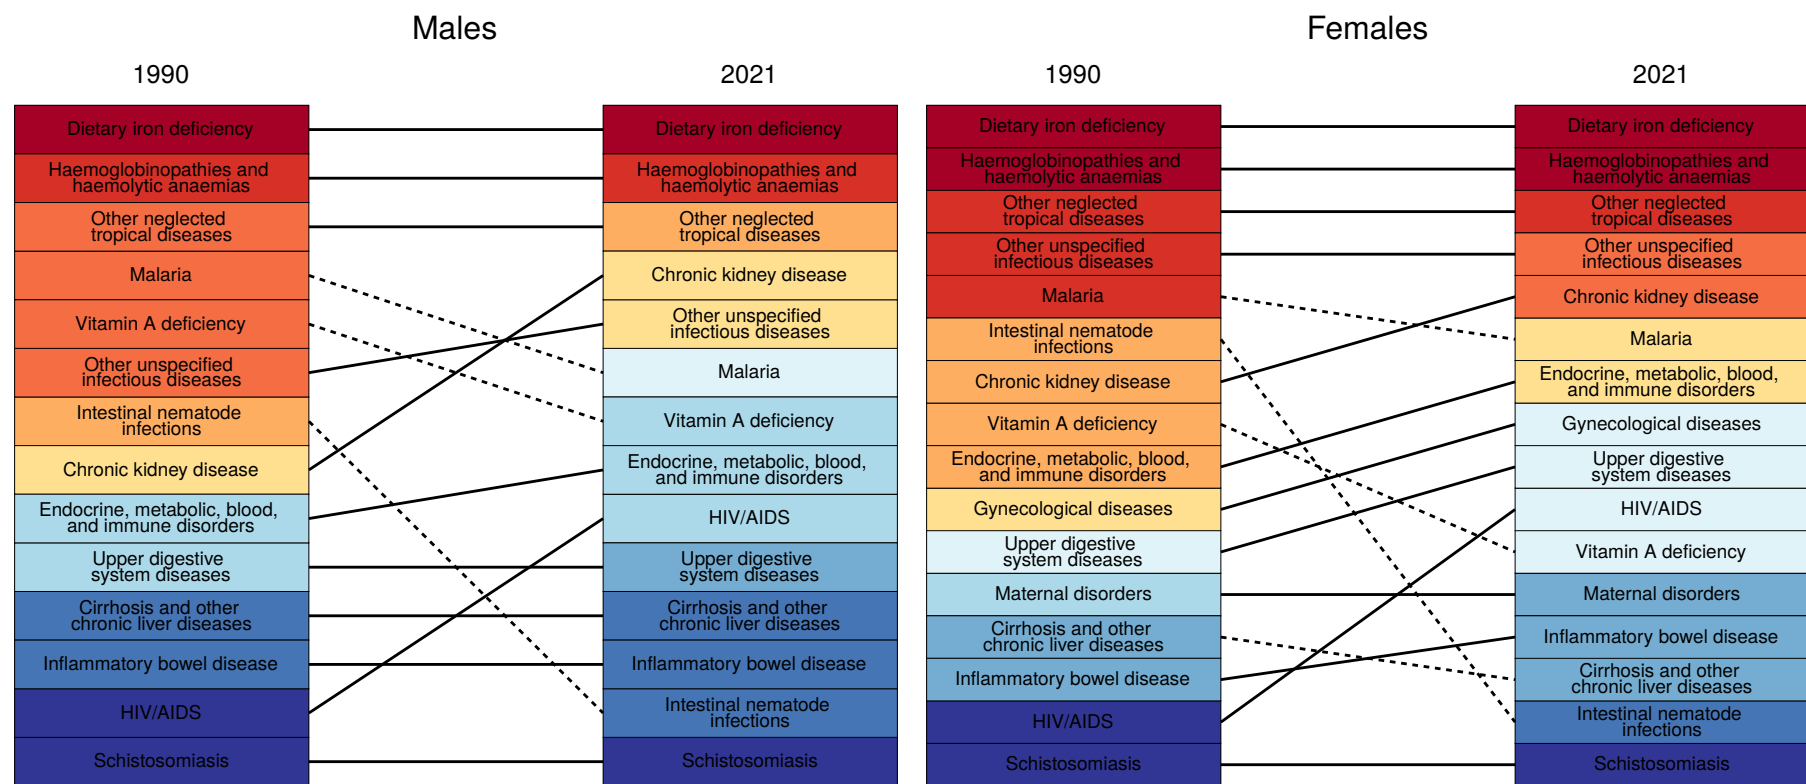 Males
1990
2021
Dietary iron deficiency
Haemoglobinopathies and
haemolytic anaemias
Other neglected
tropical diseases
Malaria
Vitamin A deficiency
Other unspecified
infectious diseases
Intestinal nematode
infections
Chronic kidney disease
Endocrine, metabolic, blood,
and immune disorders
Upper digestive
system diseases
Cirrhosis and other
chronic liver diseases
Inflammatory bowel disease
HIV/AIDS
Schistosomiasis
Dietary iron deficiency
Haemoglobinopathies and
haemolytic anaemias
Other neglected
tropical diseases
Chronic kidney disease
Other unspecified
infectious diseases
Malaria
Vitamin A deficiency
Endocrine, metabolic, blood,
and immune disorders
HIV/AIDS
Upper digestive
system diseases
Cirrhosis and other
chronic liver diseases
Inflammatory bowel disease
Intestinal nematode
infections
Schistosomiasis
Females
1990
2021
Dietary iron deficiency
Haemoglobinopathies and
haemolytic anaemias
Other neglected
tropical diseases
Other unspecified
infectious diseases
Malaria
Intestinal nematode
infections
Chronic kidney disease
Vitamin A deficiency
Endocrine, metabolic, blood,
and immune disorders
Gynecological diseases
Upper digestive
system diseases
Maternal disorders
Cirrhosis and other
chronic liver diseases
Inflammatory bowel disease
HIV/AIDS
Schistosomiasis
Dietary iron deficiency
Haemoglobinopathies and
haemolytic anaemias
Other neglected
tropical diseases
Other unspecified
infectious diseases
Chronic kidney disease
Malaria
Endocrine, metabolic, blood,
and immune disorders
Gynecological diseases
Upper digestive
system diseases
HIV/AIDS
Vitamin A deficiency
Maternal disorders
Inflammatory bowel disease
Cirrhosis and other
chronic liver diseases
Intestinal nematode
infections
Schistosomiasis